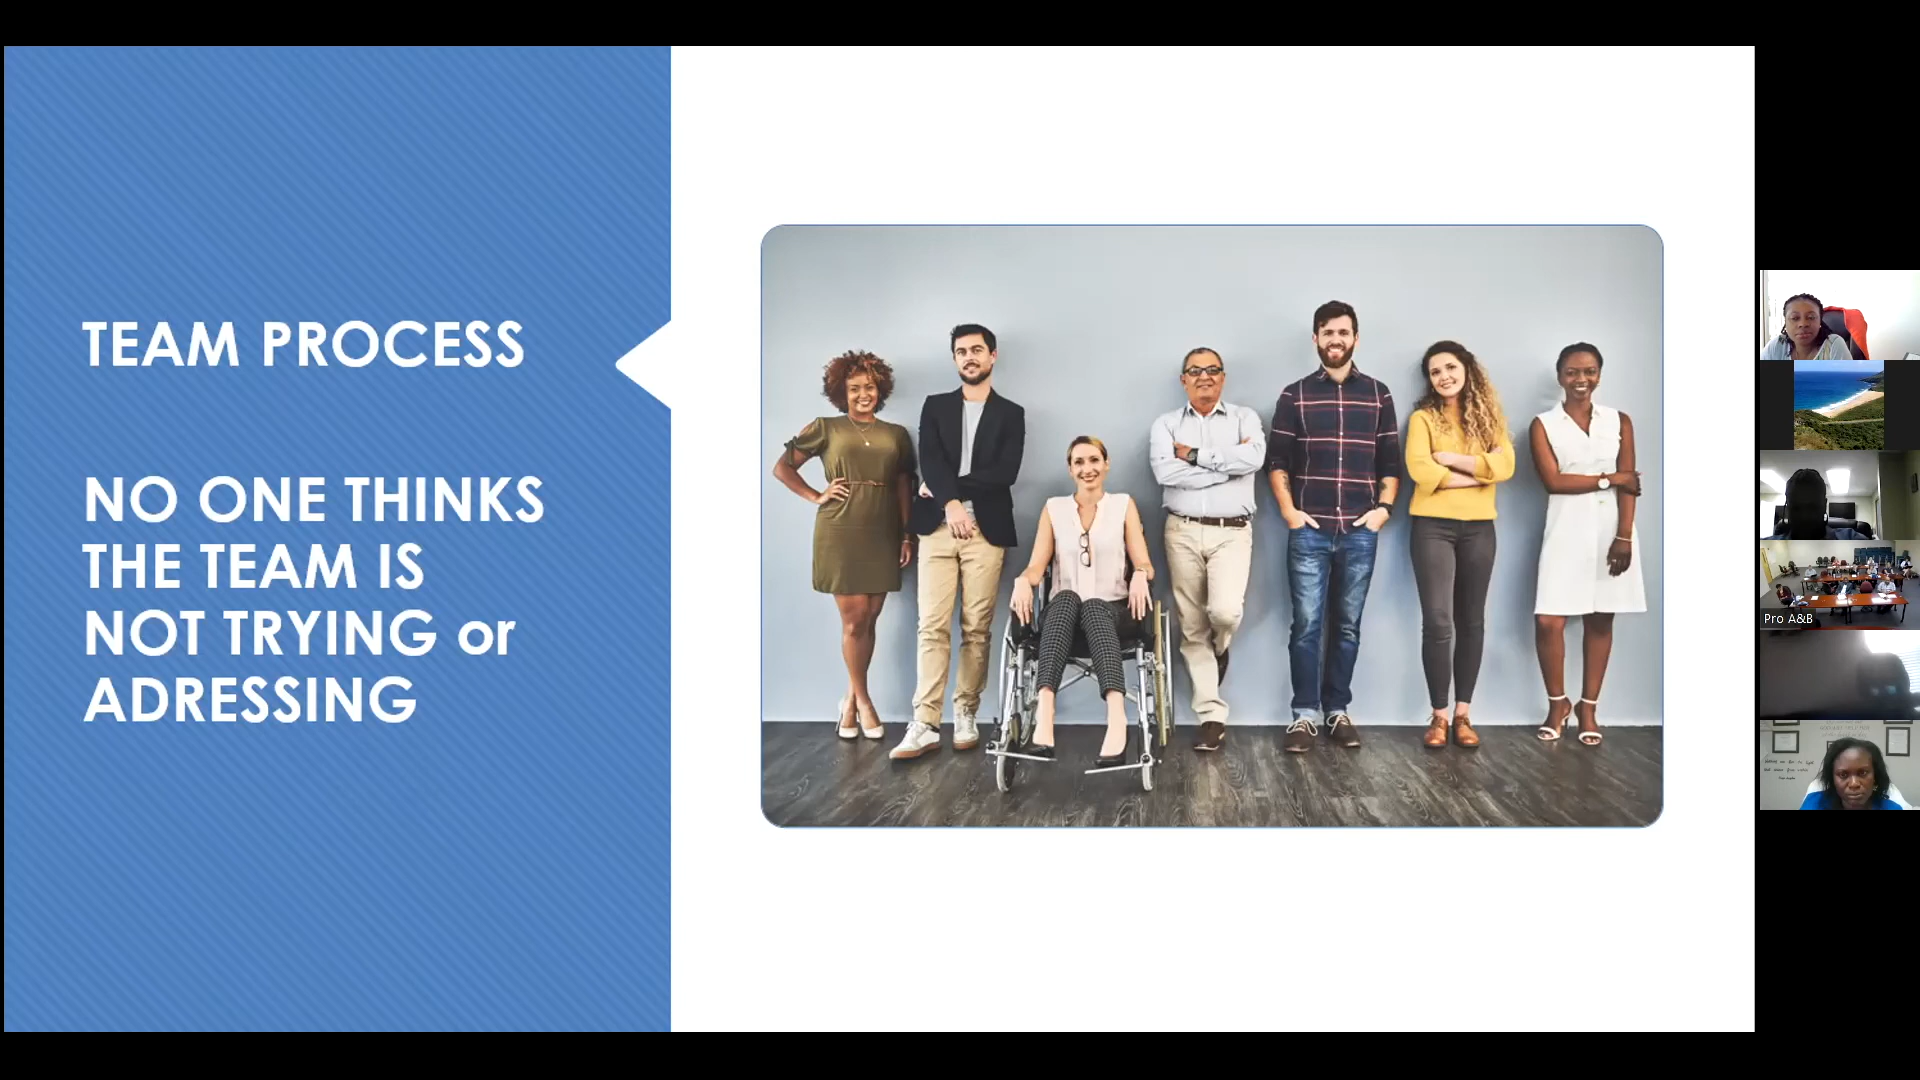 TEAM PROCESS
NO ONE THINKS
THE TEAM IS
NOT TRYING or
ADRESSING
Pro A&B